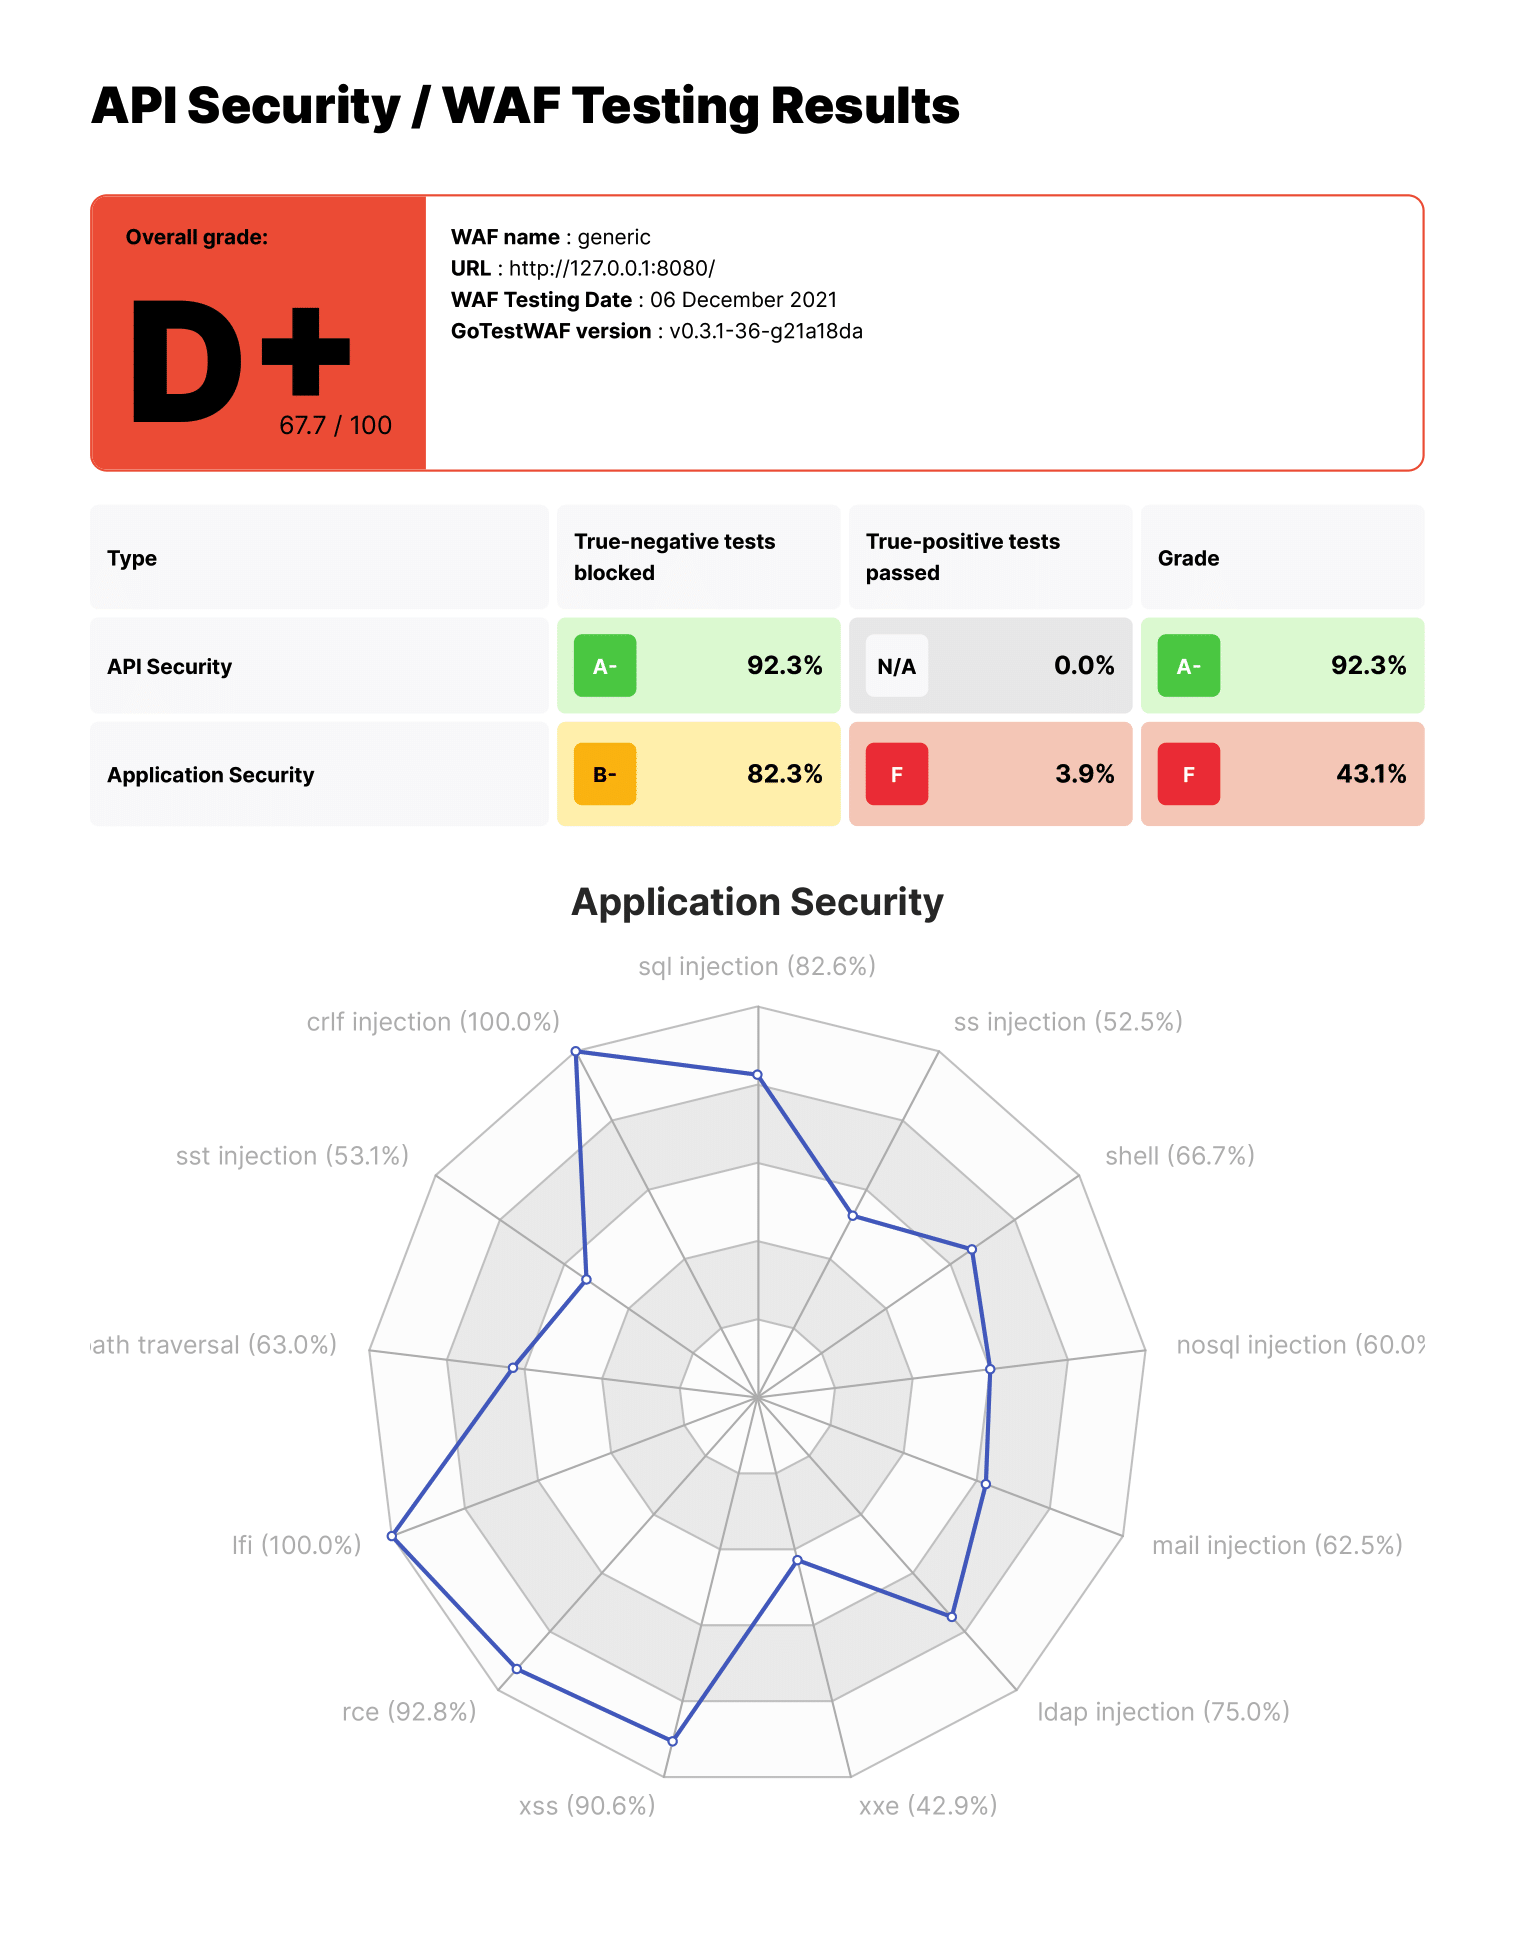 API Security / WAF Testing Results
Overall grade:
D+
67.7 / 100
WAF name : generic
URL : http://127.0.0.1:8080/
WAF Testing Date : 06 December 2021
GoTestWAF version : v0.3.1-36-g21a18da
Type
True-negative tests
blocked
True-positive tests
passed
Grade
API Security
A- 92.3%
N/A 0.0%
A- 92.3%
Application Security
B- 82.3%
F 3.9%
F 43.1%
Application Security
sql injection (82.6%)
crlf injection (100.0%)
ss injection (52.5%)
sst injection (53.1%)
shell (66.7%)
ath traversal (63.0%)
nosql injection (60.0%
lfi (100.0%)
mail injection (62.5%)
rce (92.8%)
ldap injection (75.0%)
xss (90.6%)
xxe (42.9%)